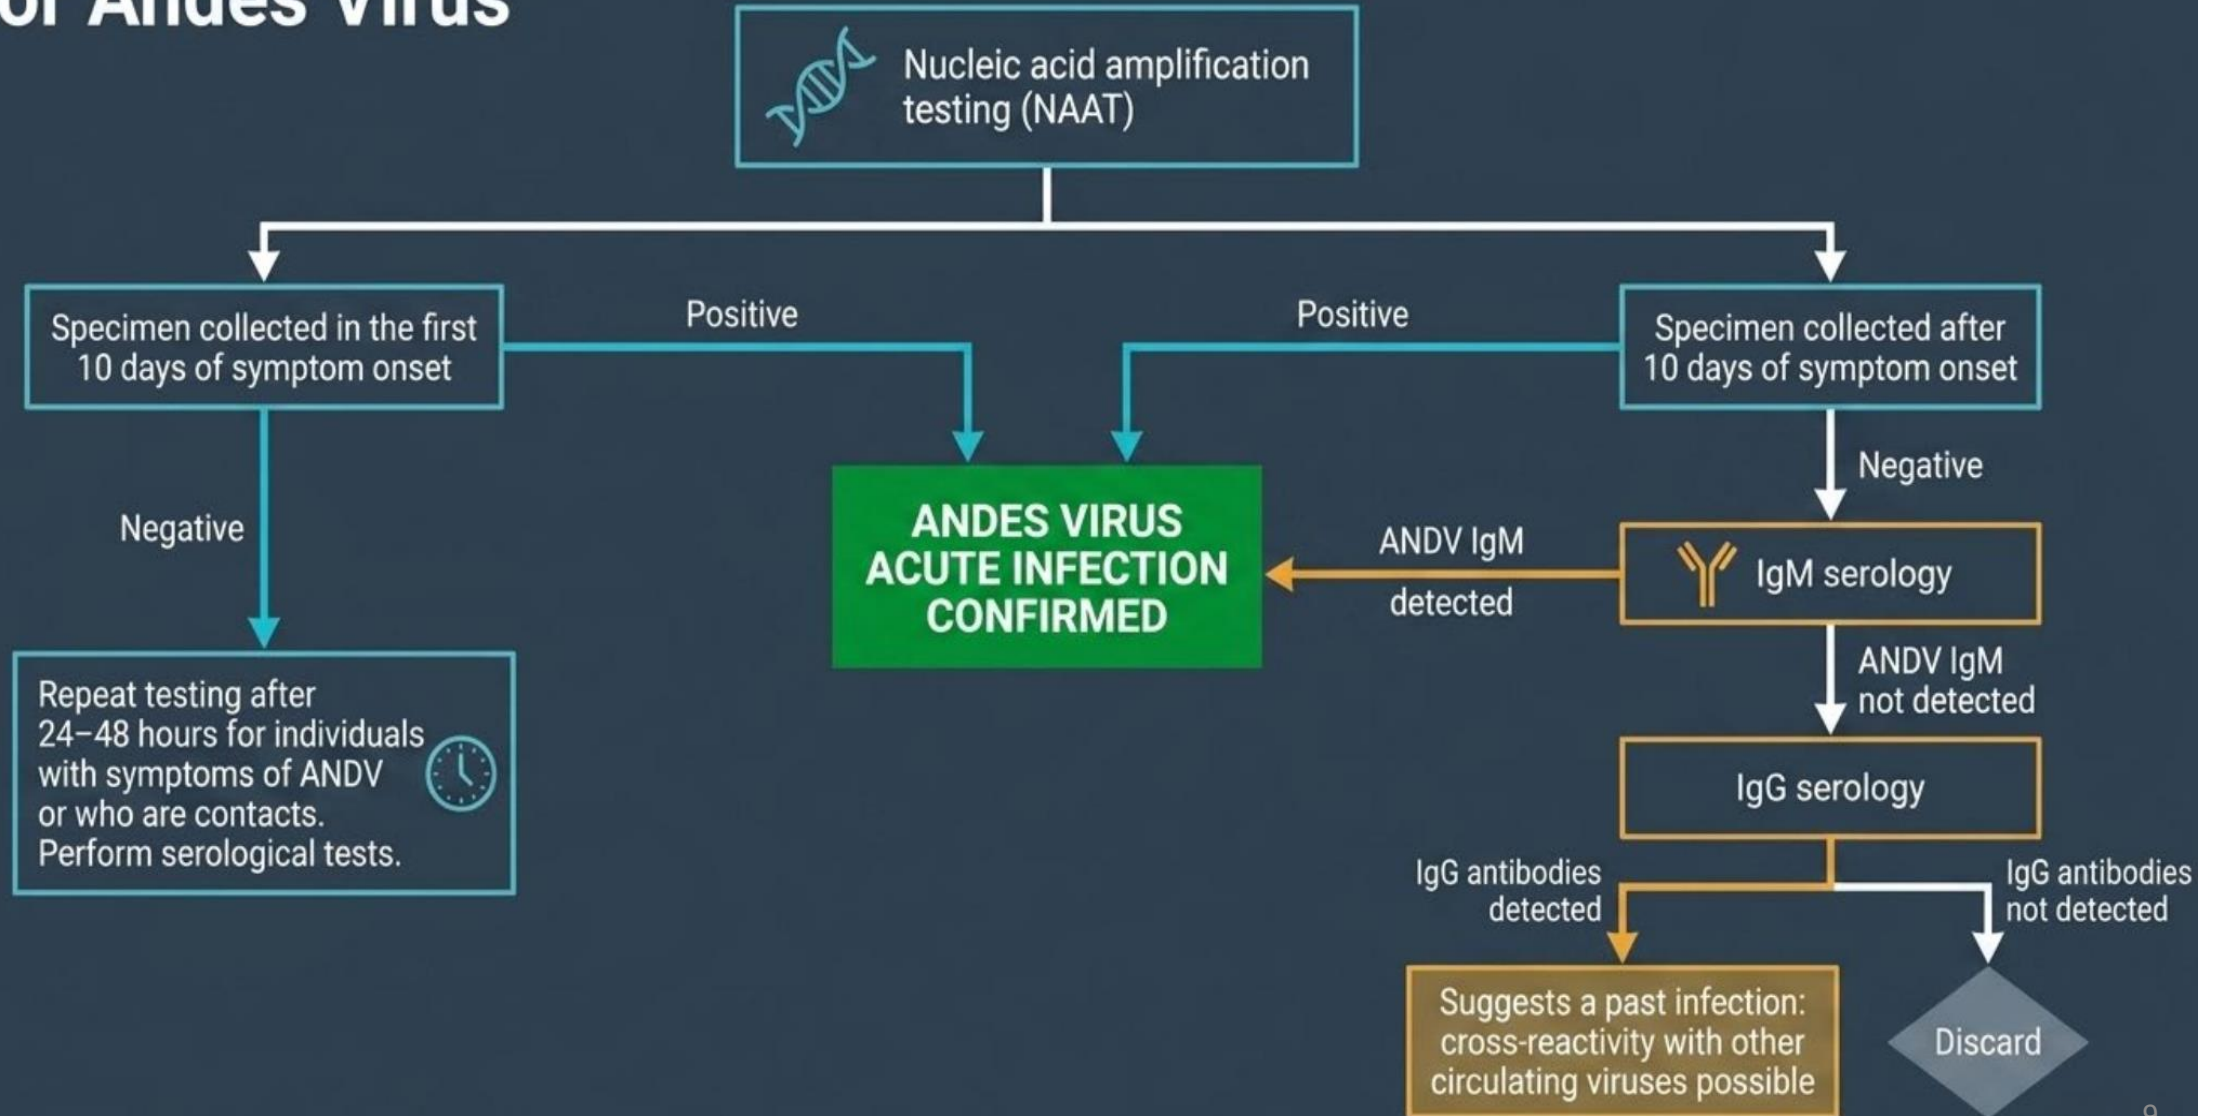 or Andes Virus
Nucleic acid amplification
testing (NAAT)
Specimen collected in the first
10 days of symptom onset
Positive
Positive
Specimen collected after
10 days of symptom onset
Negative
Negative
ANDES VIRUS
ACUTE INFECTION
CONFIRMED
ANDV IgM
detected
IgM serology
ANDV IgM
not detected
Repeat testing after
24–48 hours for individuals
with symptoms of ANDV
or who are contacts.
Perform serological tests.
IgG serology
IgG antibodies
detected
IgG antibodies
not detected
Suggests a past infection:
cross-reactivity with other
circulating viruses possible
Discard
9